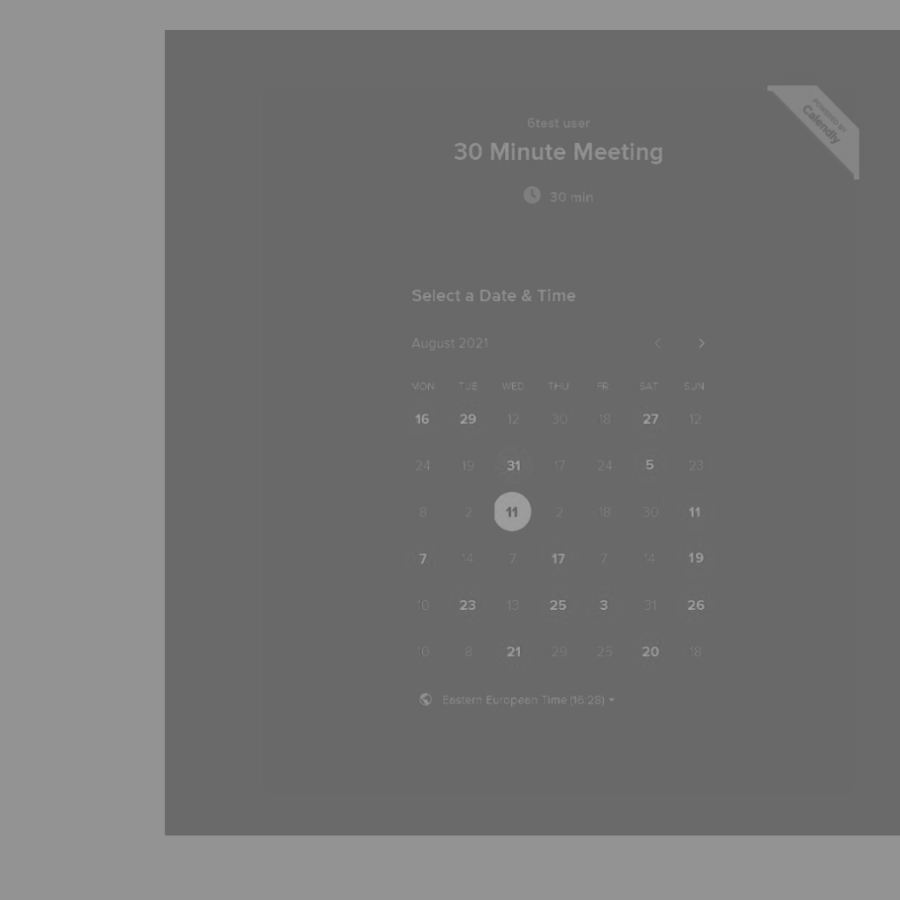 6test user
30 Minute Meeting
30 min
POWERED BY
Calendly
Select a Date & Time
August 2021
MON TUE WED THU FRI SAT SUN
16 29 12 30 18 27 12
24 19 31 17 24 5 23
8 2 11 2 18 30 11
7 14 7 17 7 14 19
10 23 13 25 3 31 26
10 8 21 29 25 20 18
Eastern European Time (16:28)